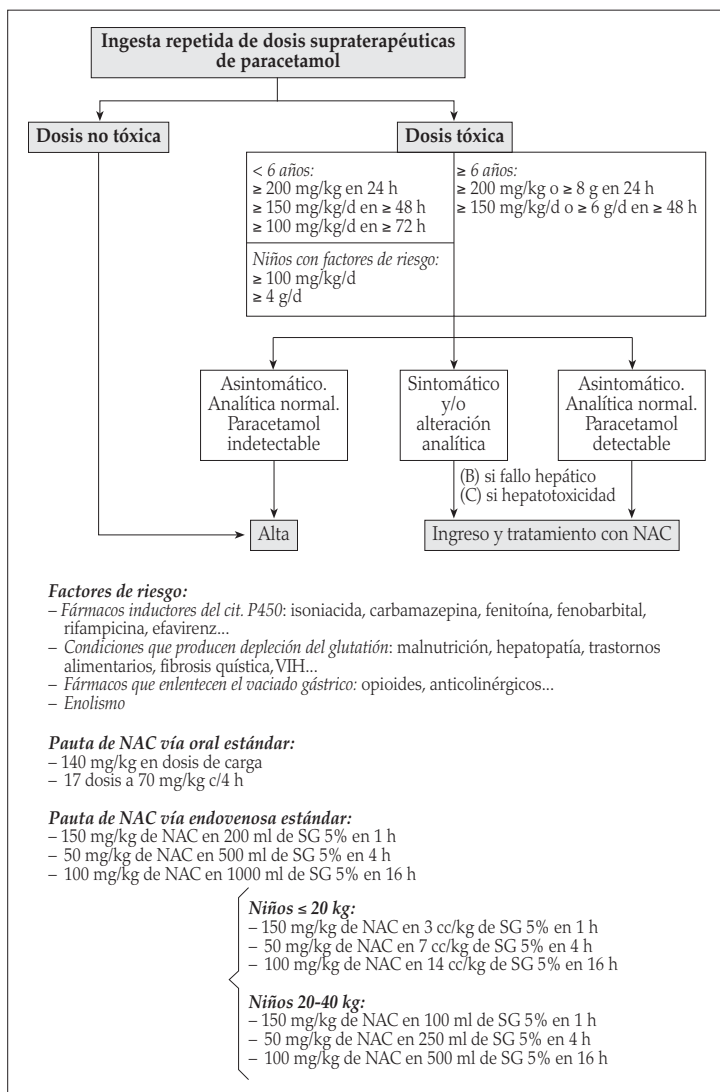 Ingesta repetida de dosis supraterapéuticas
de paracetamol
Dosis no tóxica
Dosis tóxica
< 6 años:
≥ 200 mg/kg en 24 h
≥ 150 mg/kg/d en ≥ 48 h
≥ 100 mg/kg/d en ≥ 72 h
≥ 6 años:
≥ 200 mg/kg o ≥ 8 g en 24 h
≥ 150 mg/kg/d o ≥ 6 g/d en ≥ 48 h
Niños con factores de riesgo:
≥ 100 mg/kg/d
≥ 4 g/d
Asintomático.
Analítica normal.
Paracetamol
indetectable
Sintomático
y/o
alteración
analítica
Asintomático.
Analítica normal.
Paracetamol
detectable
(B) si fallo hepático
(C) si hepatotoxicidad
Alta
Ingreso y tratamiento con NAC
Factores de riesgo:
– Fármacos inductores del cit. P450: isoniacida, carbamazepina, fenitoína, fenobarbital,
rifampicina, efavirenz...
– Condiciones que producen depleción del glutatión: malnutrición, hepatopatía, trastornos
alimentarios, fibrosis quística, VIH...
– Fármacos que enlentecen el vaciado gástrico: opioides, anticolinérgicos...
– Enolismo
Pauta de NAC vía oral estándar:
– 140 mg/kg en dosis de carga
– 17 dosis a 70 mg/kg c/4 h
Pauta de NAC vía endovenosa estándar:
– 150 mg/kg de NAC en 200 ml de SG 5% en 1 h
– 50 mg/kg de NAC en 500 ml de SG 5% en 4 h
– 100 mg/kg de NAC en 1000 ml de SG 5% en 16 h
Niños ≤ 20 kg:
– 150 mg/kg de NAC en 3 cc/kg de SG 5% en 1 h
– 50 mg/kg de NAC en 7 cc/kg de SG 5% en 4 h
– 100 mg/kg de NAC en 14 cc/kg de SG 5% en 16 h
Niños 20-40 kg:
– 150 mg/kg de NAC en 100 ml de SG 5% en 1 h
– 50 mg/kg de NAC en 250 ml de SG 5% en 4 h
– 100 mg/kg de NAC en 500 ml de SG 5% en 16 h